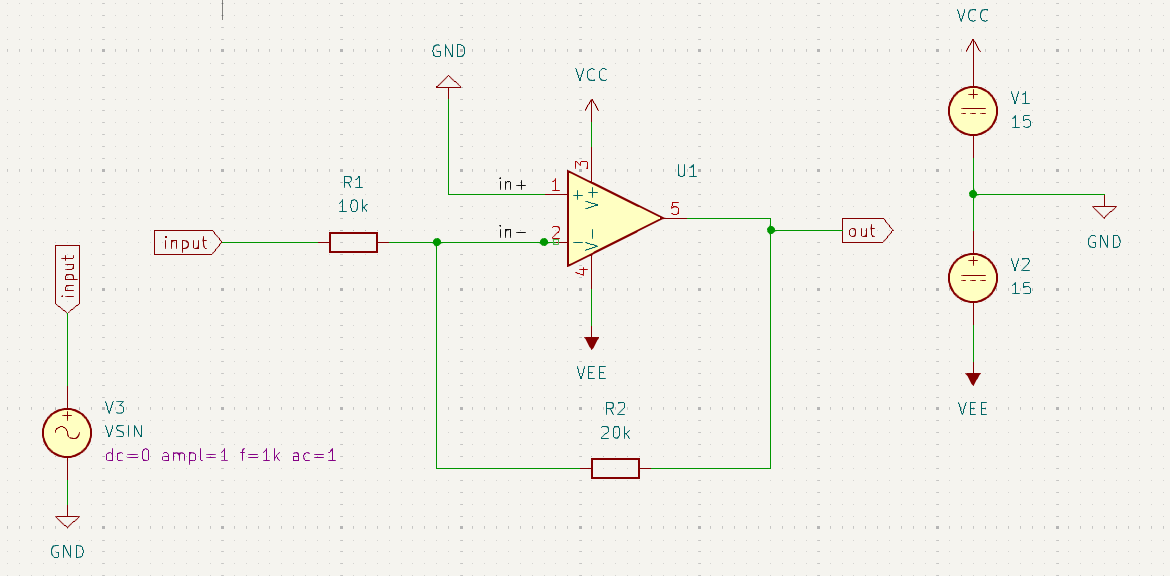 VCC
GND
VCC
V1
15
3
U1
R1
10k
in+
1
+
V+
5
input
in-
2
-
V-
out
GND
4
input
V2
15
VEE
VEE
R2
20k
V3
VSIN
dc=0 ampl=1 f=1k ac=1
GND